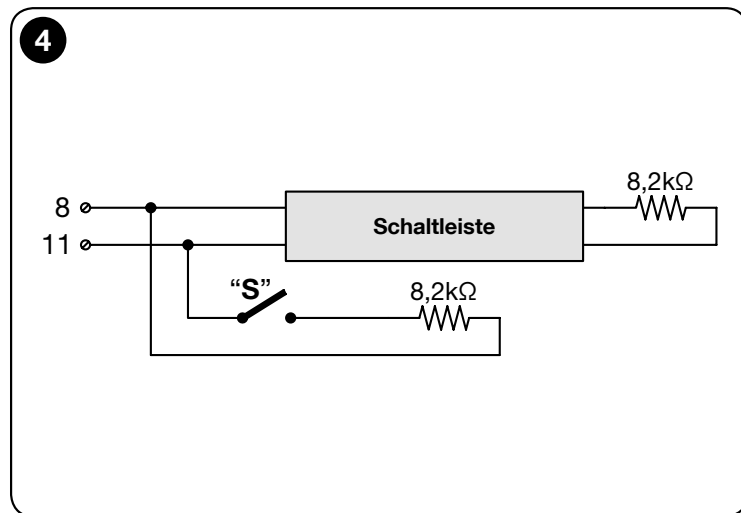 4
8,2kΩ
8
Schaltleiste
11
“S”
8,2kΩ